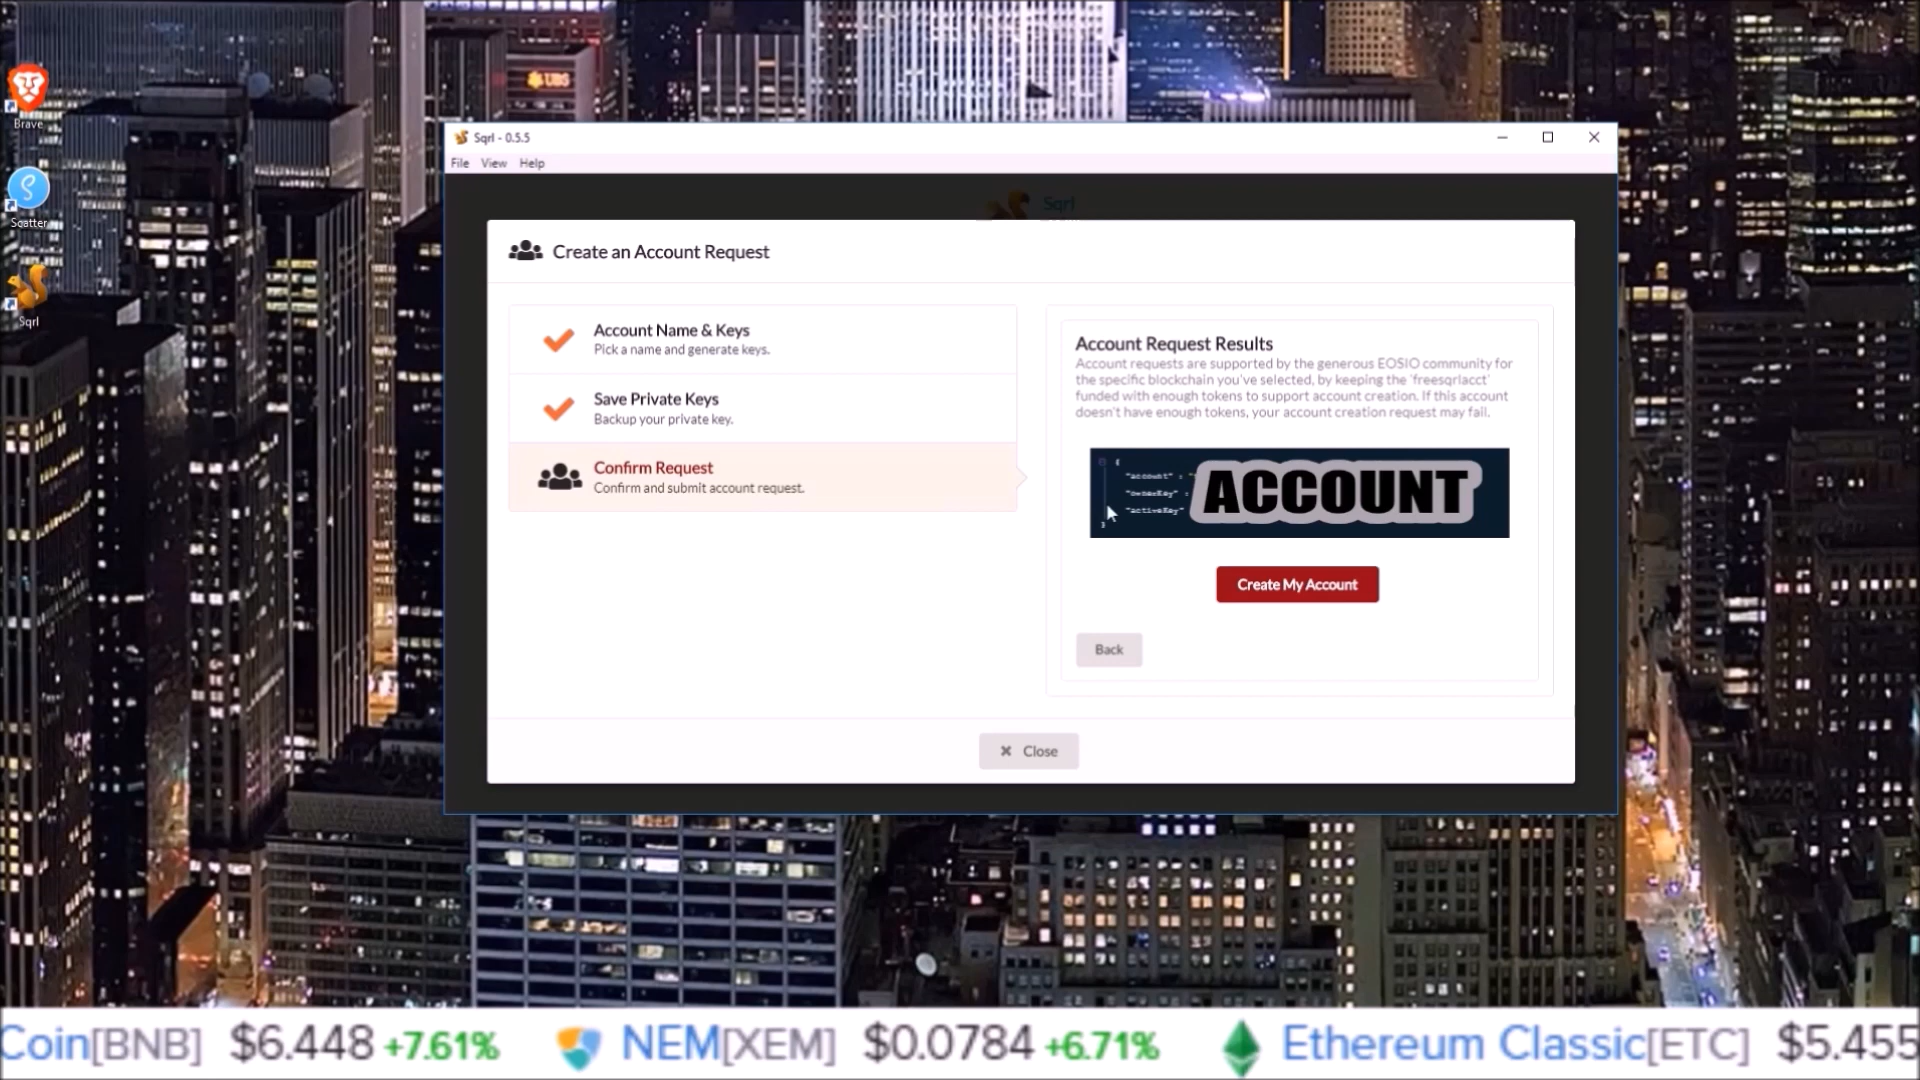 UBS
Brave
Scatter
Sqrl
Sqrl - 0.5.5
File View Help
Sqrl
Create an Account Request
Account Name & Keys
Pick a name and generate keys.
Save Private Keys
Backup your private key.
Confirm Request
Confirm and submit account request.
Account Request Results
Account requests are supported by the generous EOSIO community for
the specific blockchain you've selected, by keeping the 'freesqrlacct'
funded with enough tokens to support account creation. If this account
doesn't have enough tokens, your account creation request may fail.
{
"account" : "
"ownerKey" :
"activeKey"
}
ACCOUNT
Create My Account
Back
Close
Coin[BNB] $6.448 +7.61% NEM[XEM] $0.0784 +6.71% Ethereum Classic[ETC] $5.455